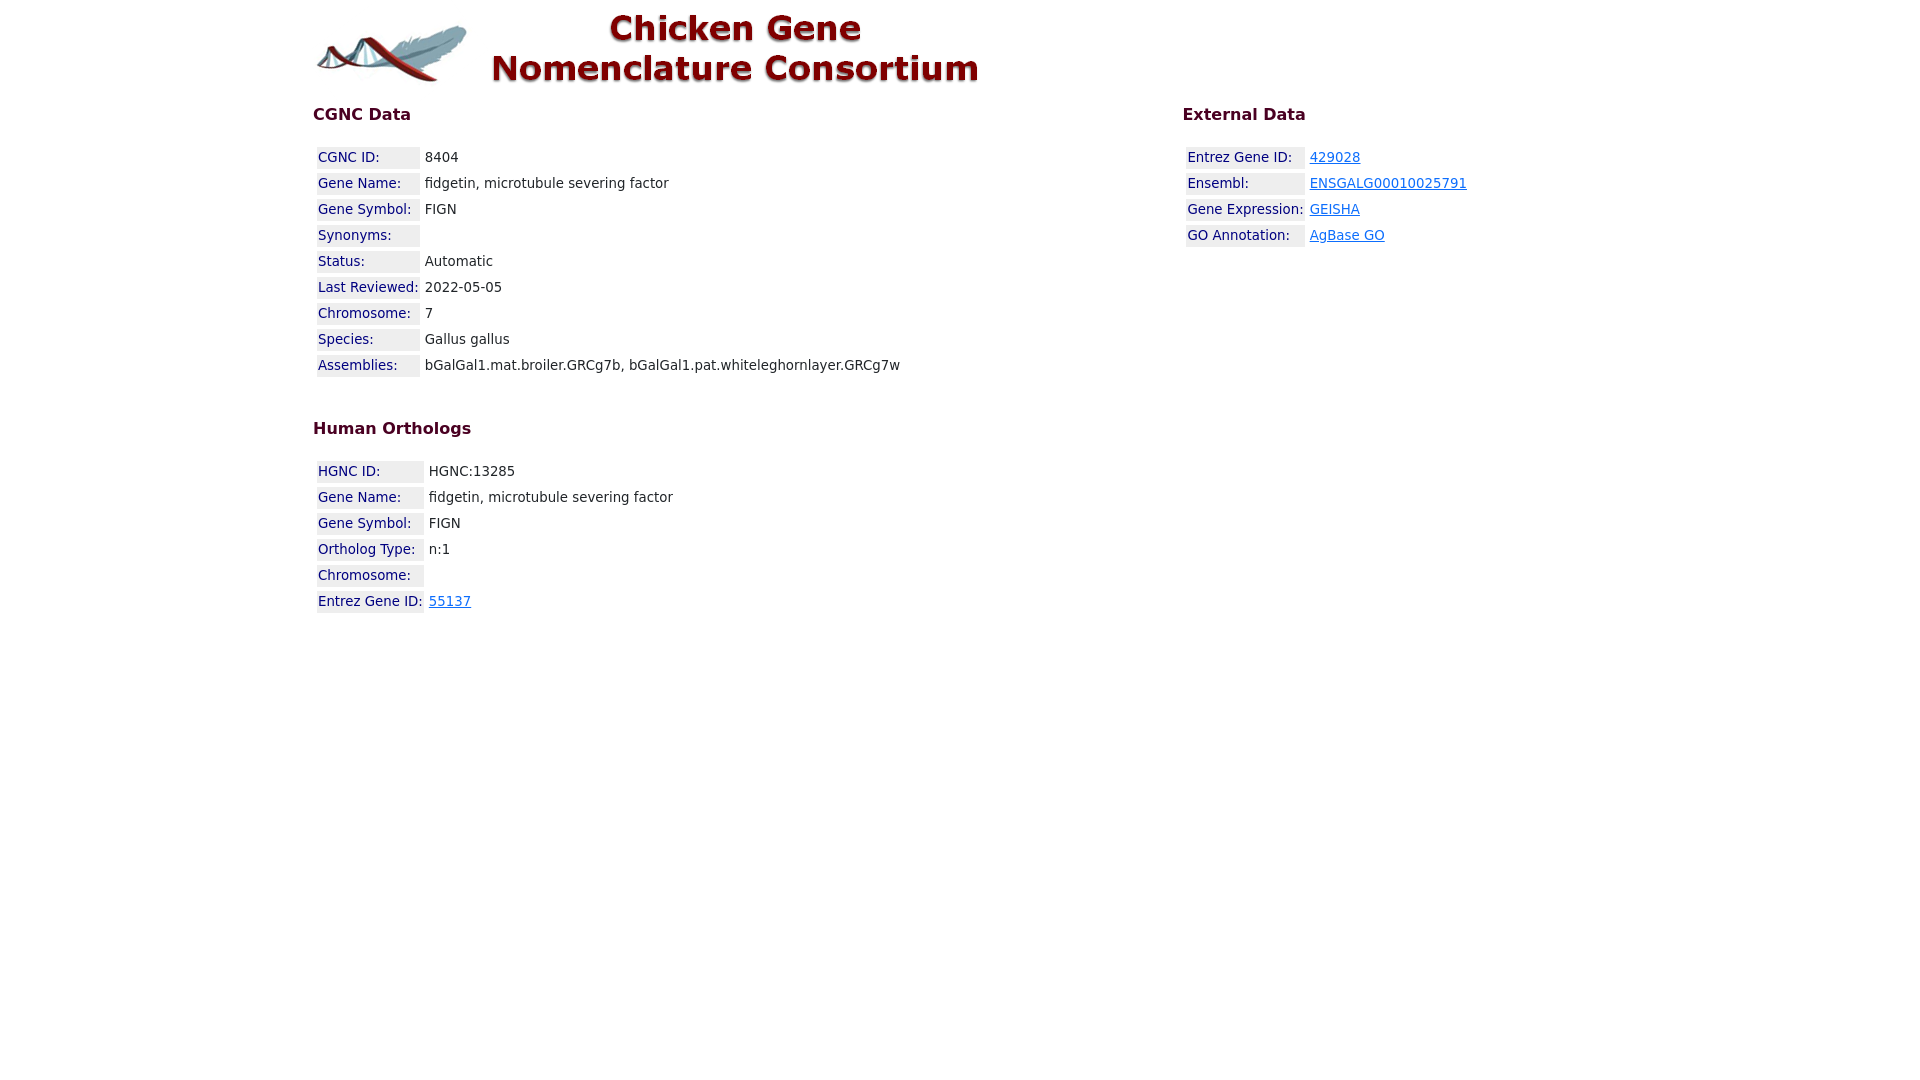 Chicken Gene
Nomenclature Consortium
CGNC Data
CGNC ID: 8404
Gene Name: fidgetin, microtubule severing factor
Gene Symbol: FIGN
Synonyms:
Status: Automatic
Last Reviewed: 2022-05-05
Chromosome: 7
Species: Gallus gallus
Assemblies: bGalGal1.mat.broiler.GRCg7b, bGalGal1.pat.whiteleghornlayer.GRCg7w
Human Orthologs
HGNC ID: HGNC:13285
Gene Name: fidgetin, microtubule severing factor
Gene Symbol: FIGN
Ortholog Type: n:1
Chromosome:
Entrez Gene ID: 55137
External Data
Entrez Gene ID: 429028
Ensembl: ENSGALG00010025791
Gene Expression: GEISHA
GO Annotation: AgBase GO